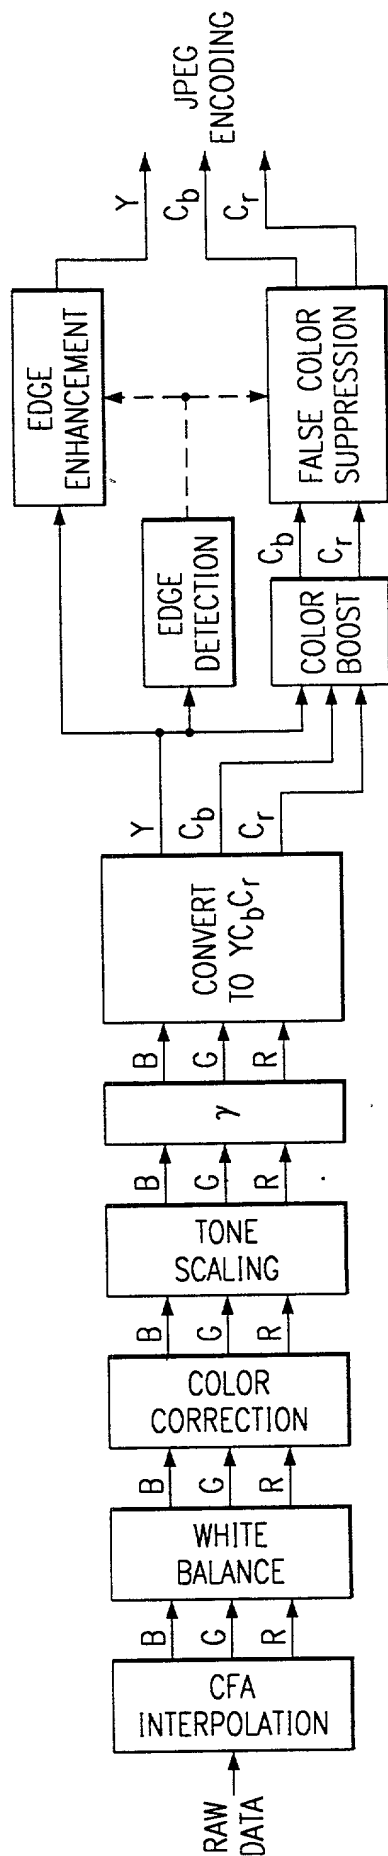 RAW
DATA
CFA
INTERPOLATION
B
G
R
WHITE
BALANCE
B
G
R
COLOR
CORRECTION
B
G
R
TONE
SCALING
B
G
R
γ
B
G
R
CONVERT
TO YCbCr
Y
Cb
Cr
EDGE
DETECTION
COLOR
BOOST
Cb
Cr
EDGE
ENHANCEMENT
FALSE COLOR
SUPPRESSION
Y
Cb
Cr
JPEG
ENCODING